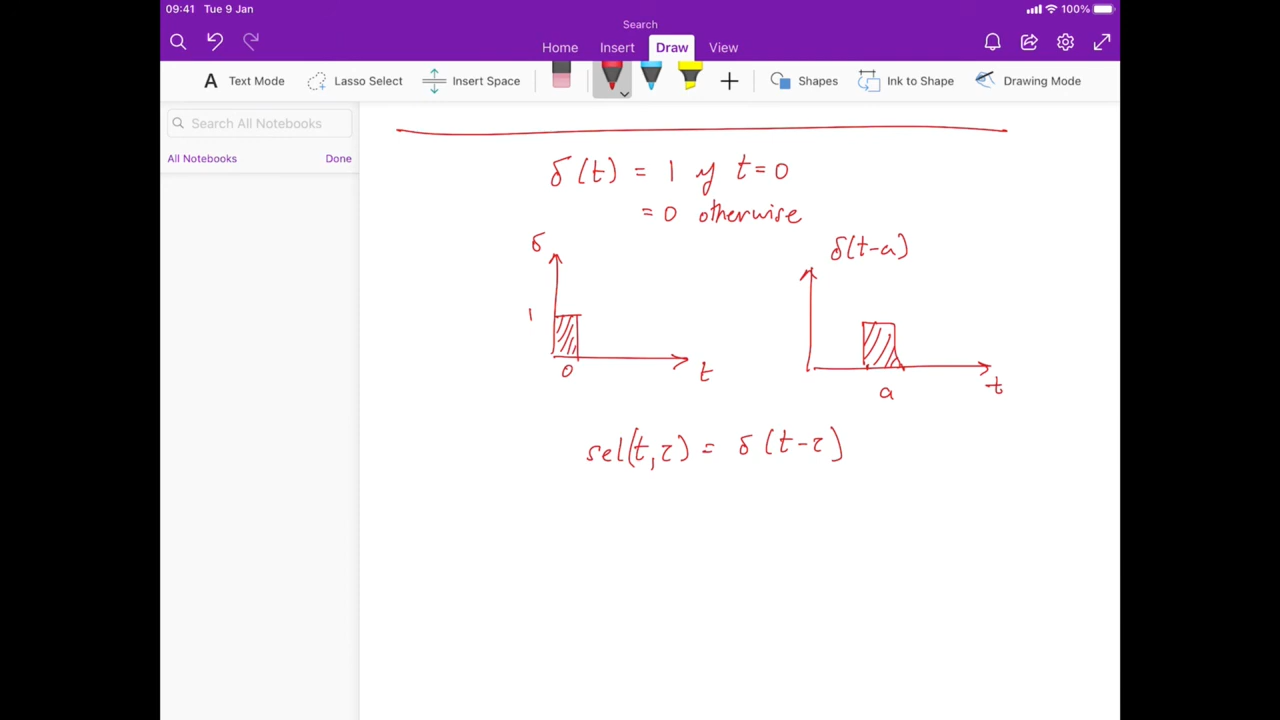 09:41 Tue 9 Jan
100%
Search
Home Insert Draw View
Text Mode Lasso Select Insert Space Shapes Ink to Shape Drawing Mode
Search All Notebooks
All Notebooks Done
δ(t) = 1 if t=0
= 0 otherwise
δ
1
0
t
δ(t-a)
a
t
sel(t,τ) = δ(t-τ)